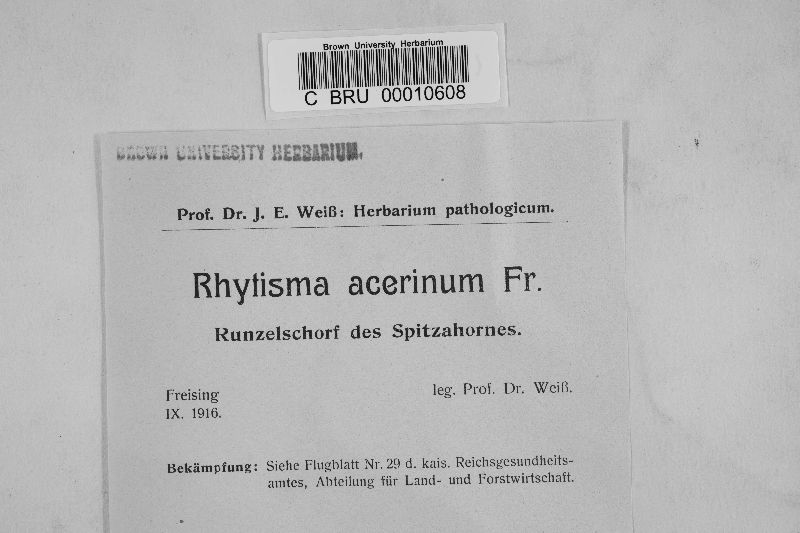 Brown University Herbarium
C BRU 00010608
BROWN UNIVERSITY HERBARIUM.
Prof. Dr. J. E. Weiß: Herbarium pathologicum.
Rhytisma acerinum Fr.
Runzelschorf des Spitzahornes.
Freising leg. Prof. Dr. Weiß.
IX. 1916.
Bekämpfung: Siehe Flugblatt Nr. 29 d. kais. Reichsgesundheits-
amtes, Abteilung für Land- und Forstwirtschaft.